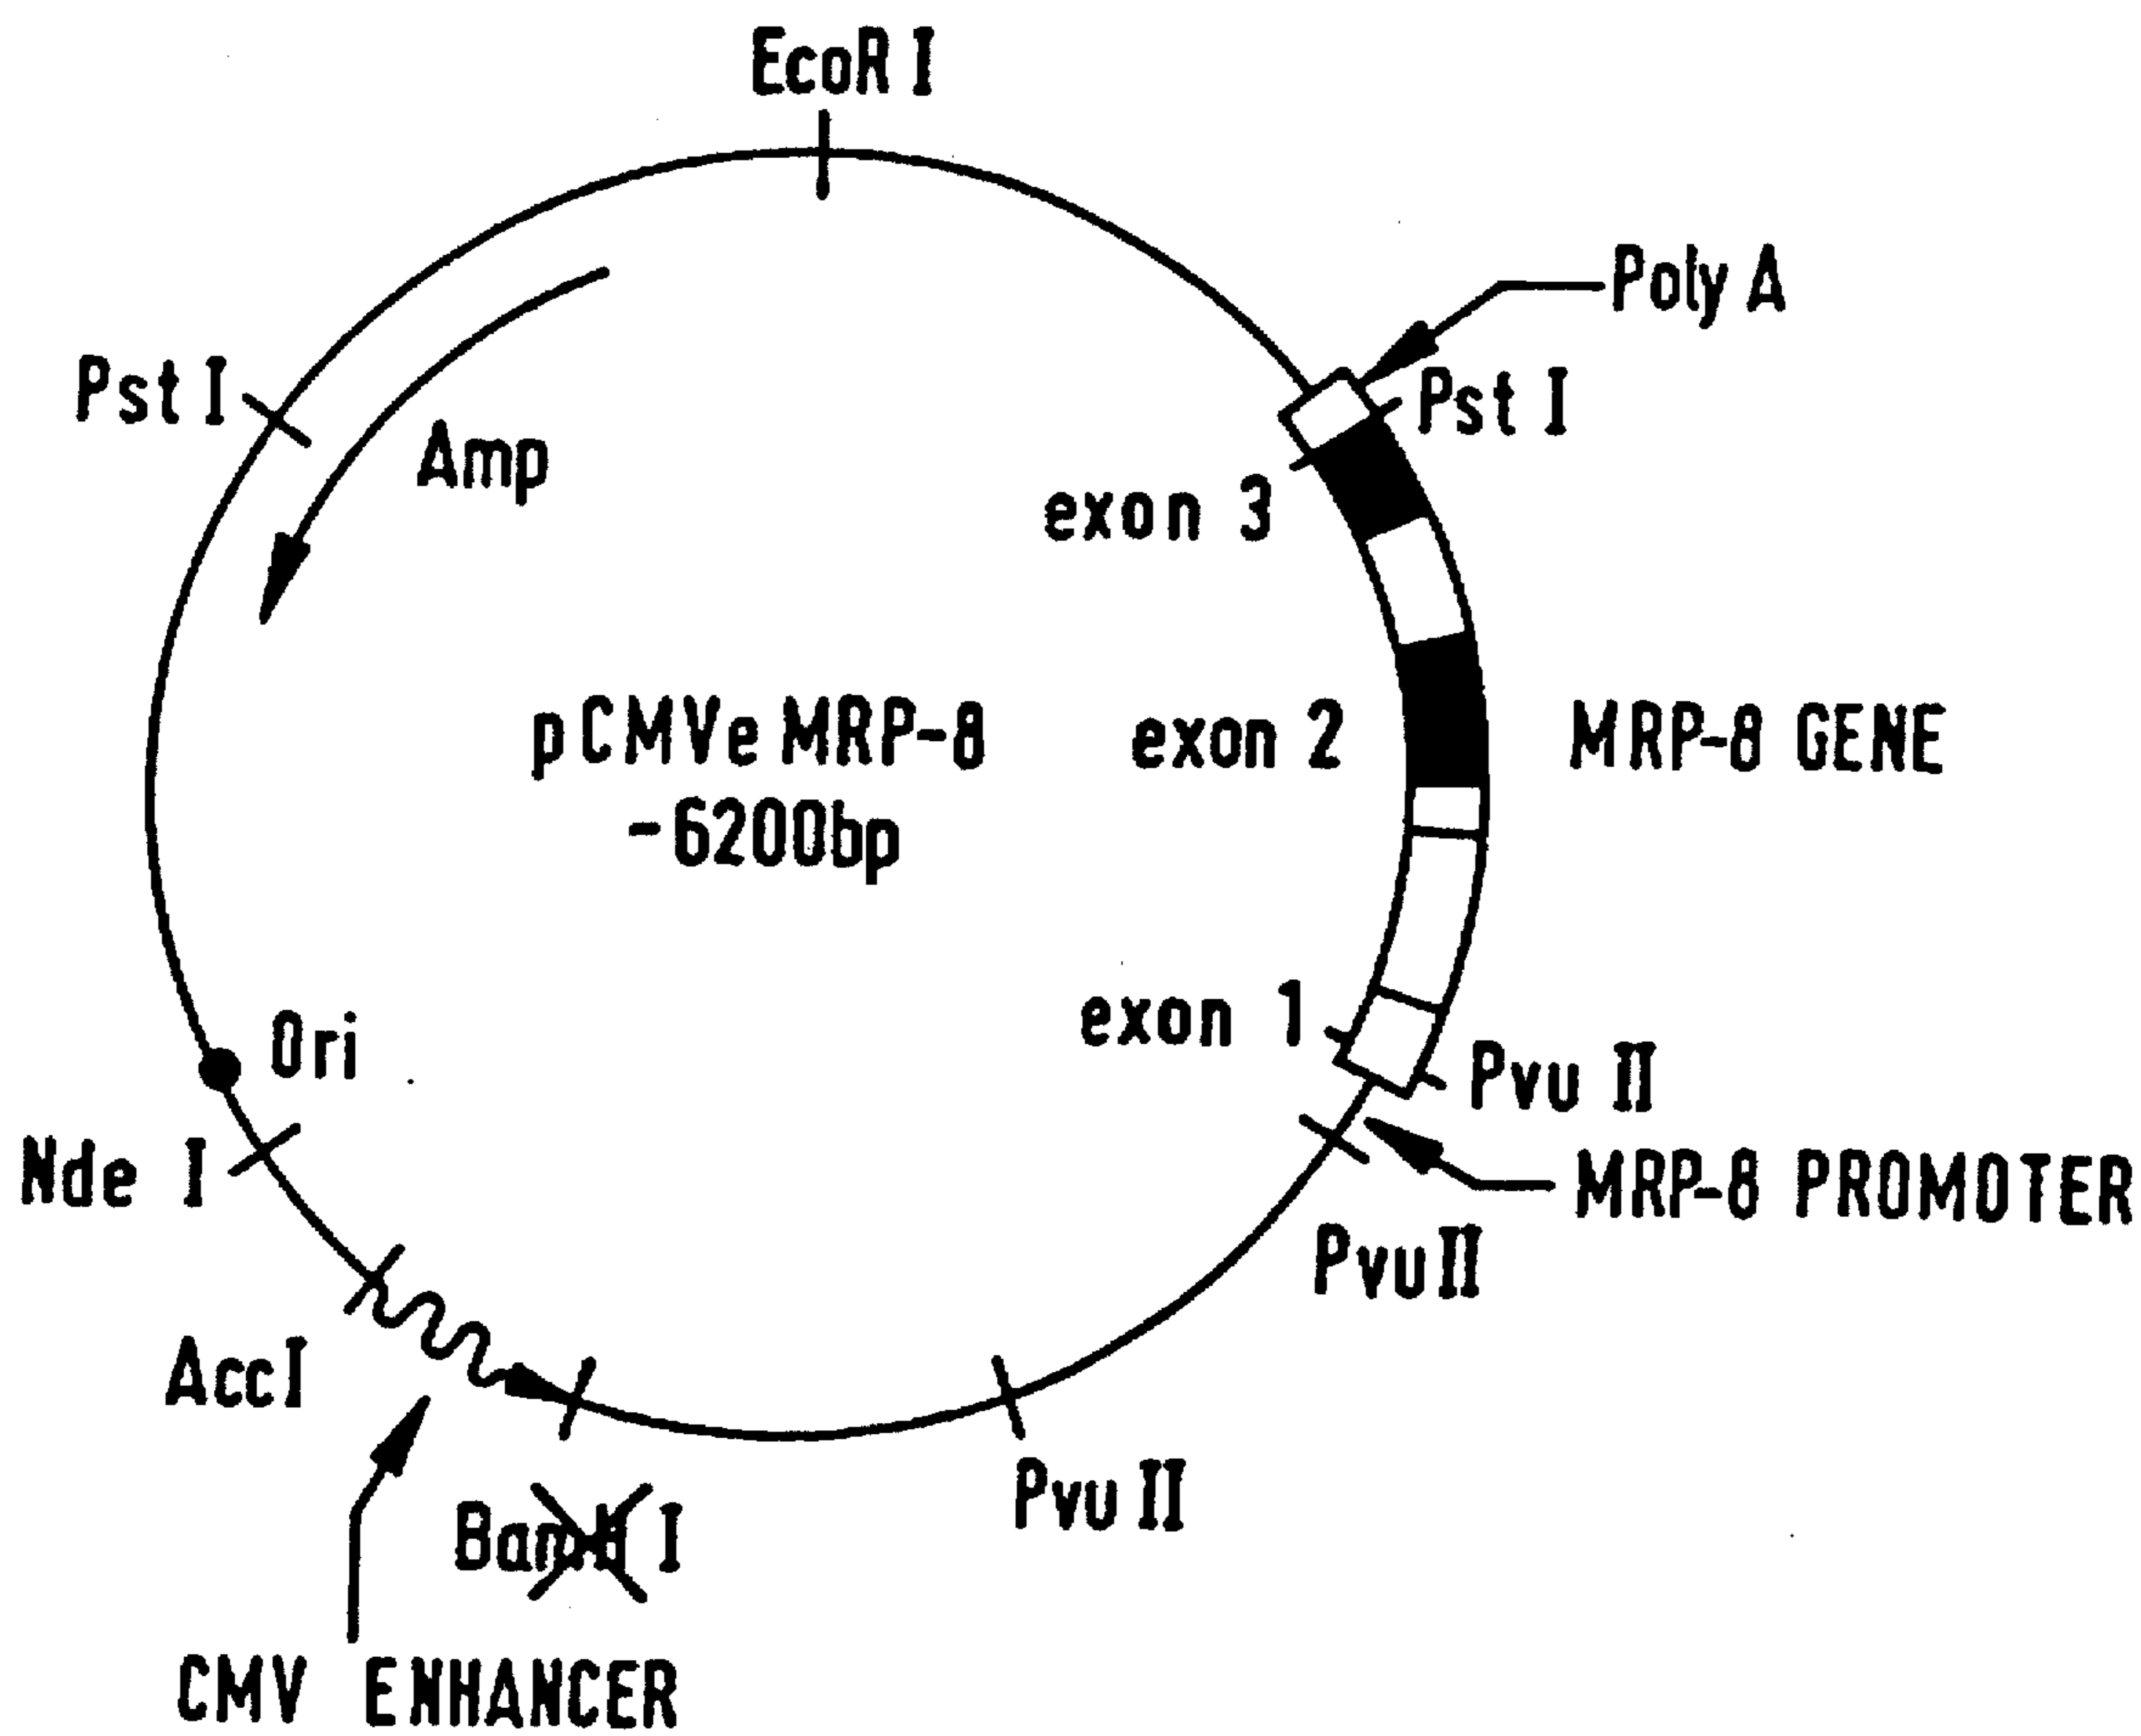 EcoR I
Poly A
Pst I
Pst I
Amp
exon 3
pCMVe MRP-8
~6200bp
exon 2
MRP-8 GENE
exon 1
Ori
Pvu II
Nde I
MRP-8 PROMOTER
Pvu II
Acc I
Pvu II
BamH I
CMV ENHANCER